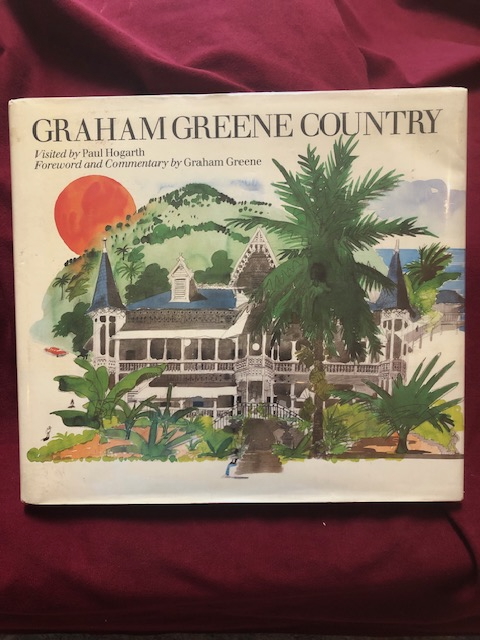 GRAHAM GREENE COUNTRY
Visited by Paul Hogarth
Foreword and Commentary by Graham Greene